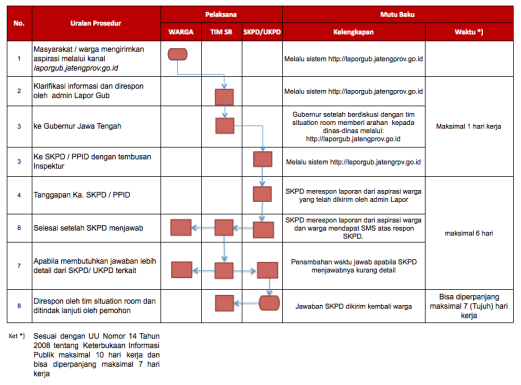 No.
Uralan Prosedur
Pelaksana
Mutu Baku
WARGA
TIM SR
SKPD/UKPD
Kelengkapan
Waktu *)
1
Masyarakat / warga mengirimkan
aspirasi melalui kanal
laporgub.jatengprov.go.id
Melalu sistem http://laporgub.jatengprov.go.id
2
Klarifikasi informasi dan direspon
oleh admin Lapor Gub
Melalu sistem http://laporgub.jatengprov.go.id
3
ke Gubernur Jawa Tengah
Gubernur setelah berdiskusi dengan tim
situation room memberi arahan kepada
dinas-dinas melalui:
http://laporgub.jatengprov.go.id
Maksimal 1 hari kerja
3
Ke SKPD / PPID dengan tembusan
Inspektur
Melalu sistem http://laporgub.jatengrpv.go.id
4
Tanggapan Ka. SKPD / PPID
SKPD merespon laporan dari aspirasi warga
yang telah dikirim oleh admin Lapor
6
Selesai setelah SKPD menjawab
SKPD merespon laporan dari aspirasi warga
dan warga mendapat SMS atas respon
SKPD.
maksimal 6 hari
7
Apabila membutuhkan jawaban lebih
detail dari SKPD/ UKPD terkait
Penambahan waktu jawab apabila SKPD
menjawabnya kurang detail
8
Direspon oleh tim situation room dan
ditindak lanjuti oleh pemohon
Jawaban SKPD dikirim kembali warga
Bisa diperpanjang
maksimal 7 (Tujuh) hari
kerja
Ket *)
Sesuai dengan UU Nomor 14 Tahun
2008 tentang Keterbukaan Informasi
Publik maksimal 10 hari kerja dan
bisa diperpanjang maksimal 7 hari
kerja